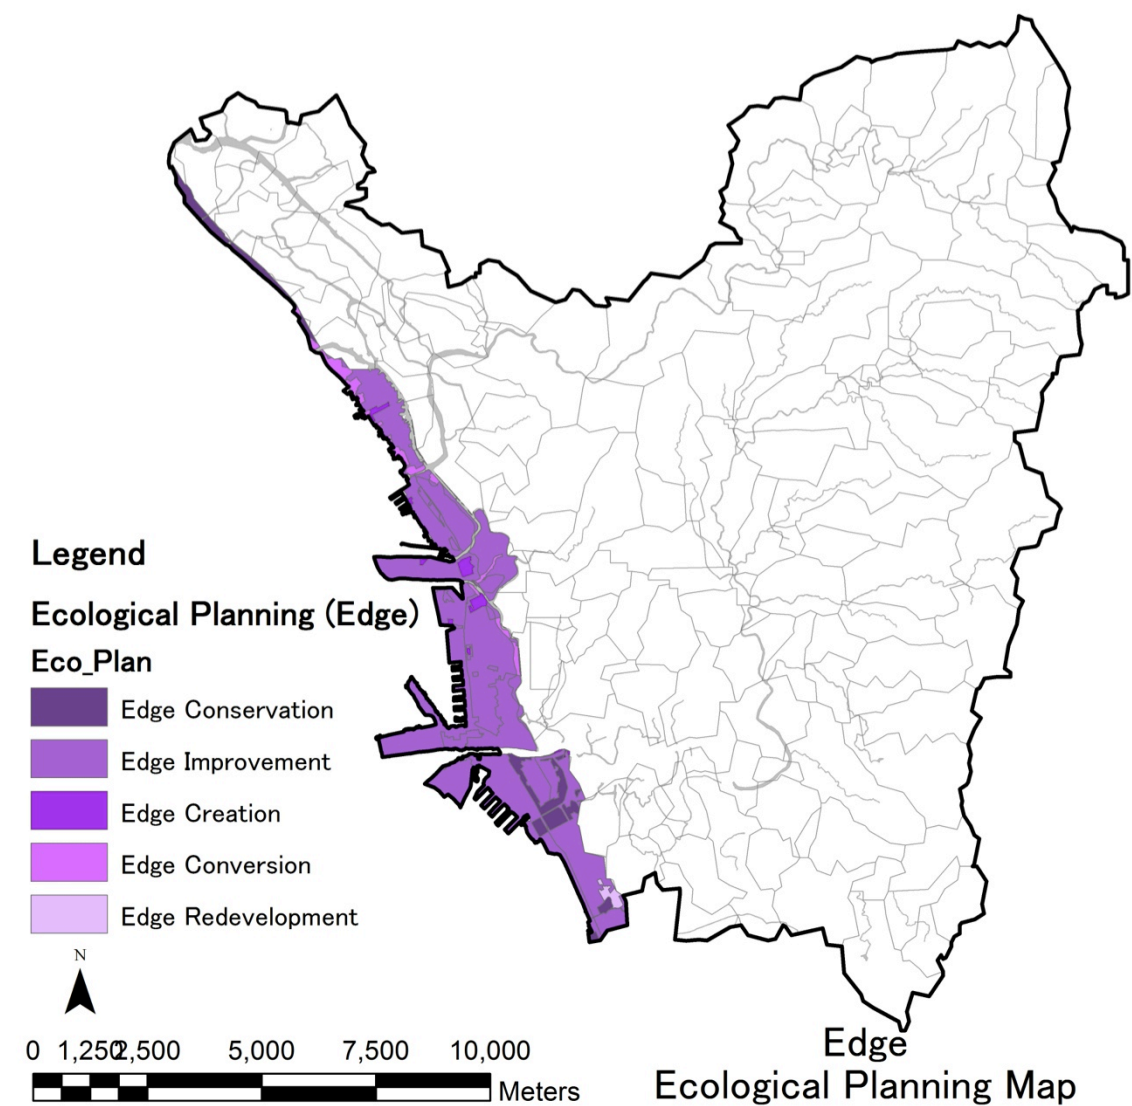 Legend
Ecological Planning (Edge)
Eco_Plan
Edge Conservation
Edge Improvement
Edge Creation
Edge Conversion
Edge Redevelopment
N
0 1,250 2,500 5,000 7,500 10,000
Meters
Edge
Ecological Planning Map